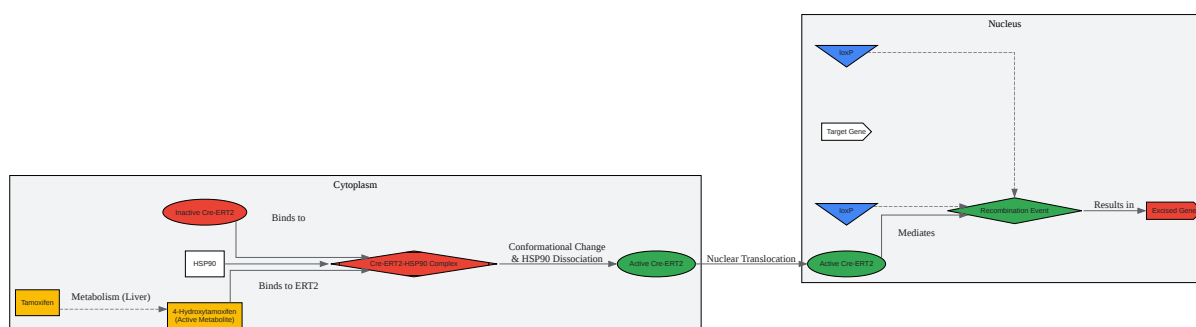 Nucleus
loxP
Target Gene
Cytoplasm
Inactive Cre-ERT2
Binds to
loxP
Recombination Event
Results in
Excised Gene
Mediates
HSP90
Cre-ERT2-HSP90 Complex
Conformational Change
& HSP90 Dissociation
Active Cre-ERT2
Nuclear Translocation
Active Cre-ERT2
Binds to ERT2
Tamoxifen
Metabolism (Liver)
4-Hydroxytamoxifen
(Active Metabolite)